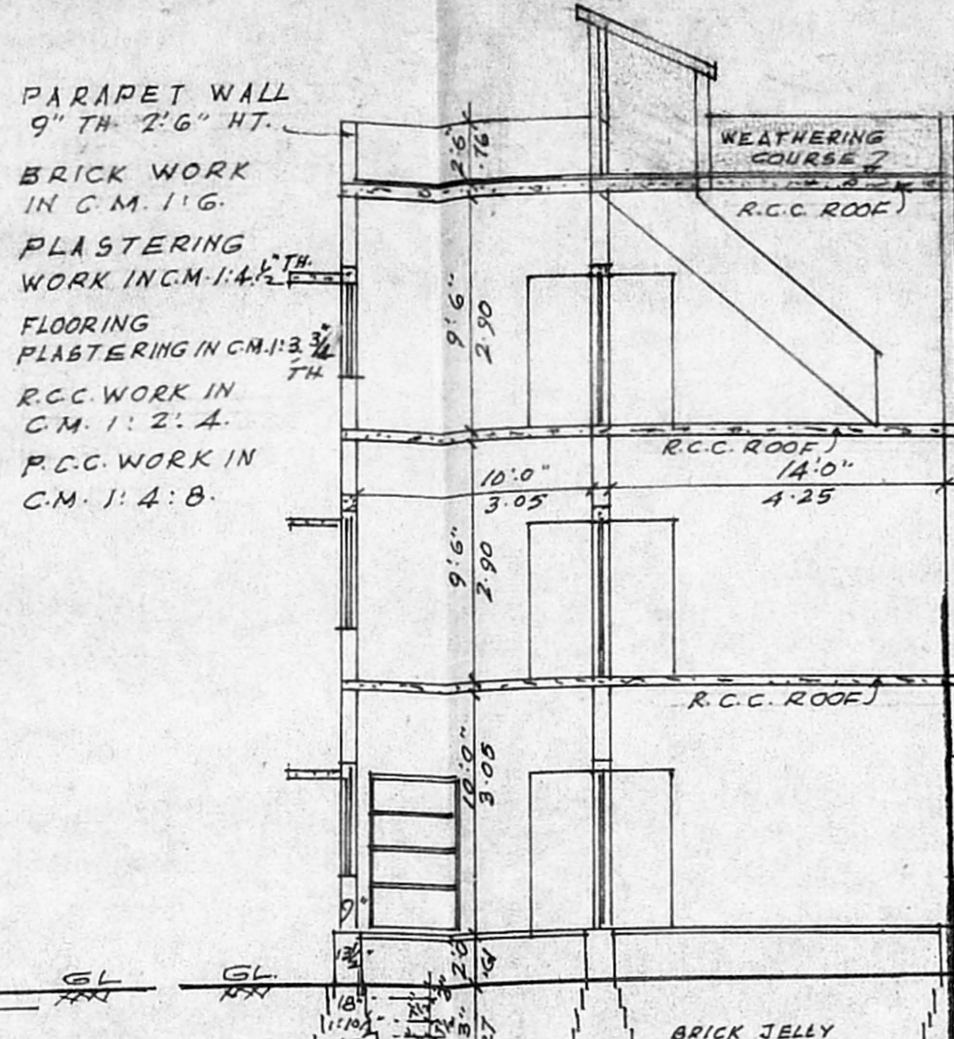 PARAPET WALL
9" TH. 2'6" HT.
BRICK WORK
IN C.M. 1:6.
PLASTERING
WORK IN C.M. 1:4 ½" TH.
FLOORING
PLASTERING IN C.M. 1:3 ¾"
TH
R.C.C. WORK IN
C.M. 1:2:4.
P.C.C. WORK IN
C.M. 1:4:8.
2'6"
.76
WEATHERING
COURSE
R.C.C. ROOF
9'6"
2.90
R.C.C. ROOF
10'0"
3.05
14'0"
4.25
9'6"
2.90
R.C.C. ROOF
10'0"
3.05
9"
13½
2'0
.61
GL
GL.
18"
BRICK JELLY